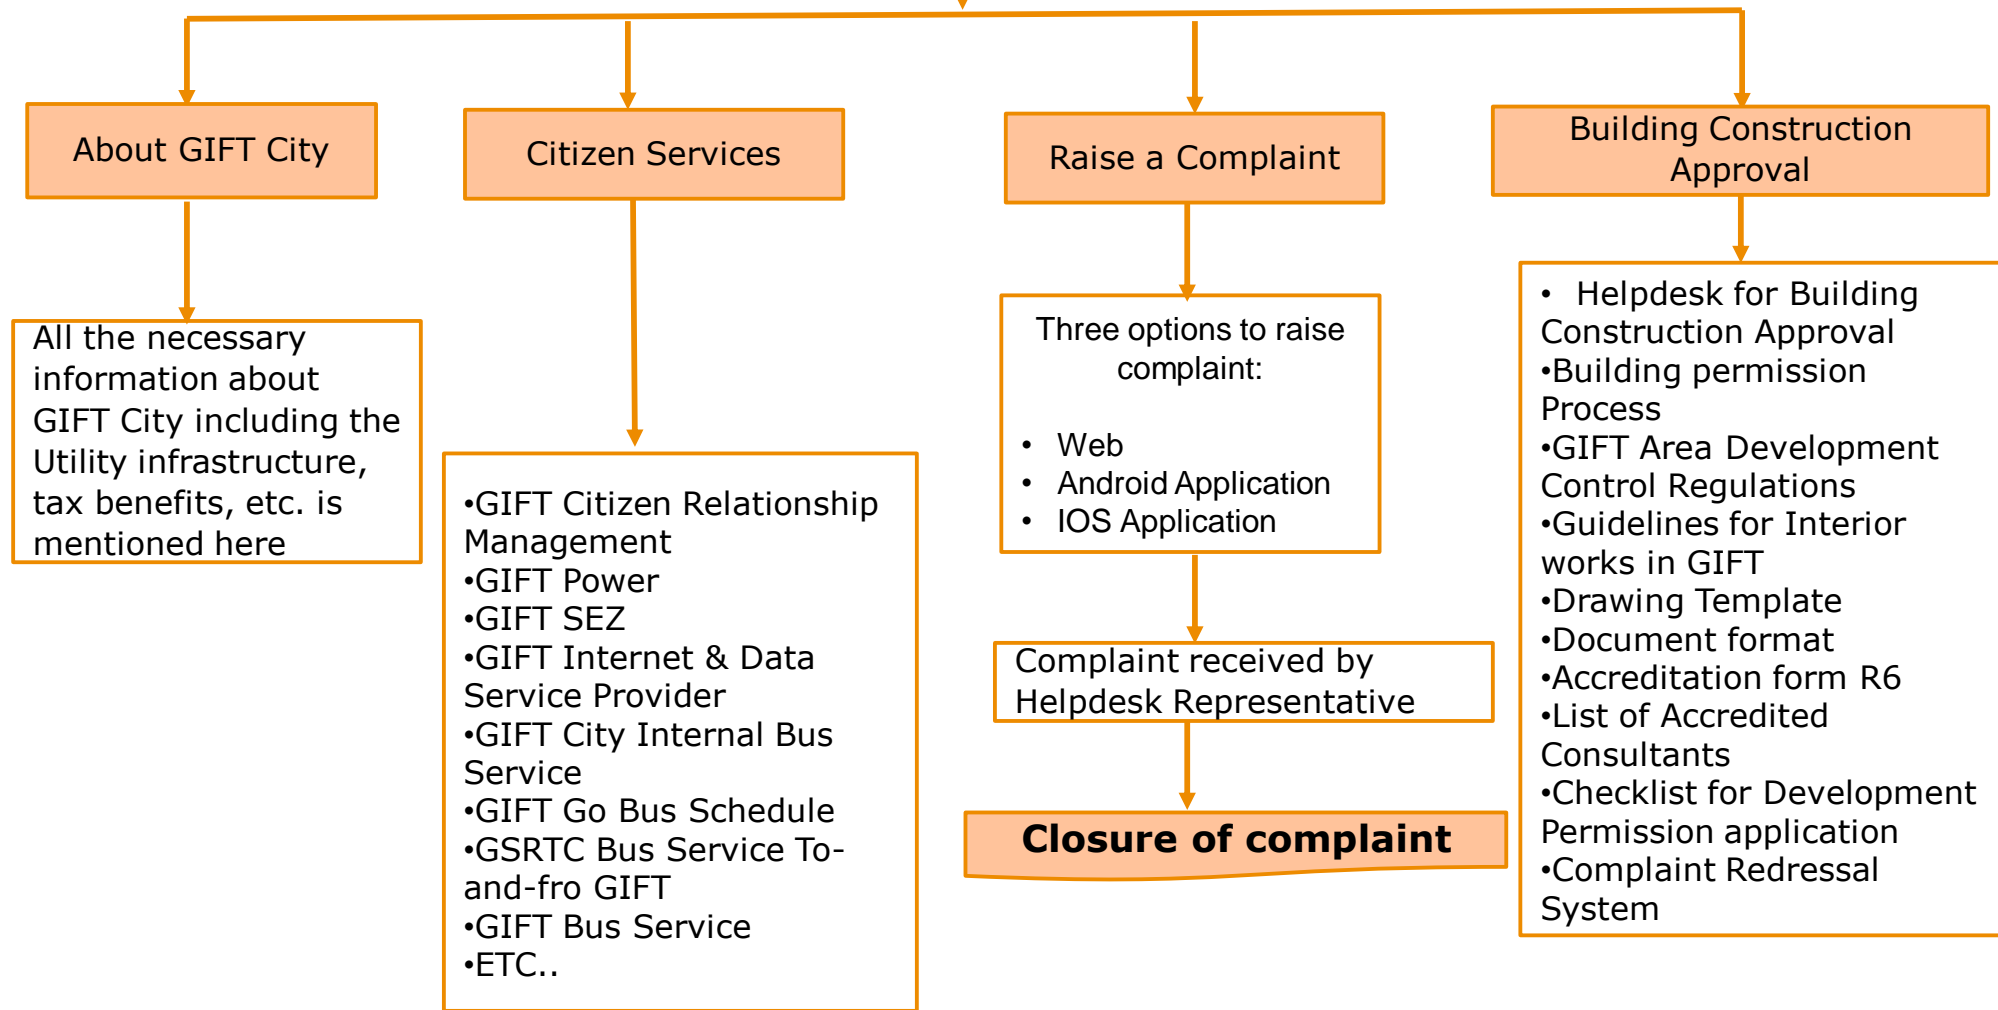 About GIFT City
Citizen Services
Raise a Complaint
Building Construction
Approval
All the necessary
information about
GIFT City including the
Utility infrastructure,
tax benefits, etc. is
mentioned here
•GIFT Citizen Relationship
Management
•GIFT Power
•GIFT SEZ
•GIFT Internet & Data
Service Provider
•GIFT City Internal Bus
Service
•GIFT Go Bus Schedule
•GSRTC Bus Service To-
and-fro GIFT
•GIFT Bus Service
•ETC..
Three options to raise
complaint:
• Web
• Android Application
• IOS Application
Complaint received by
Helpdesk Representative
Closure of complaint
• Helpdesk for Building
Construction Approval
•Building permission
Process
•GIFT Area Development
Control Regulations
•Guidelines for Interior
works in GIFT
•Drawing Template
•Document format
•Accreditation form R6
•List of Accredited
Consultants
•Checklist for Development
Permission application
•Complaint Redressal
System